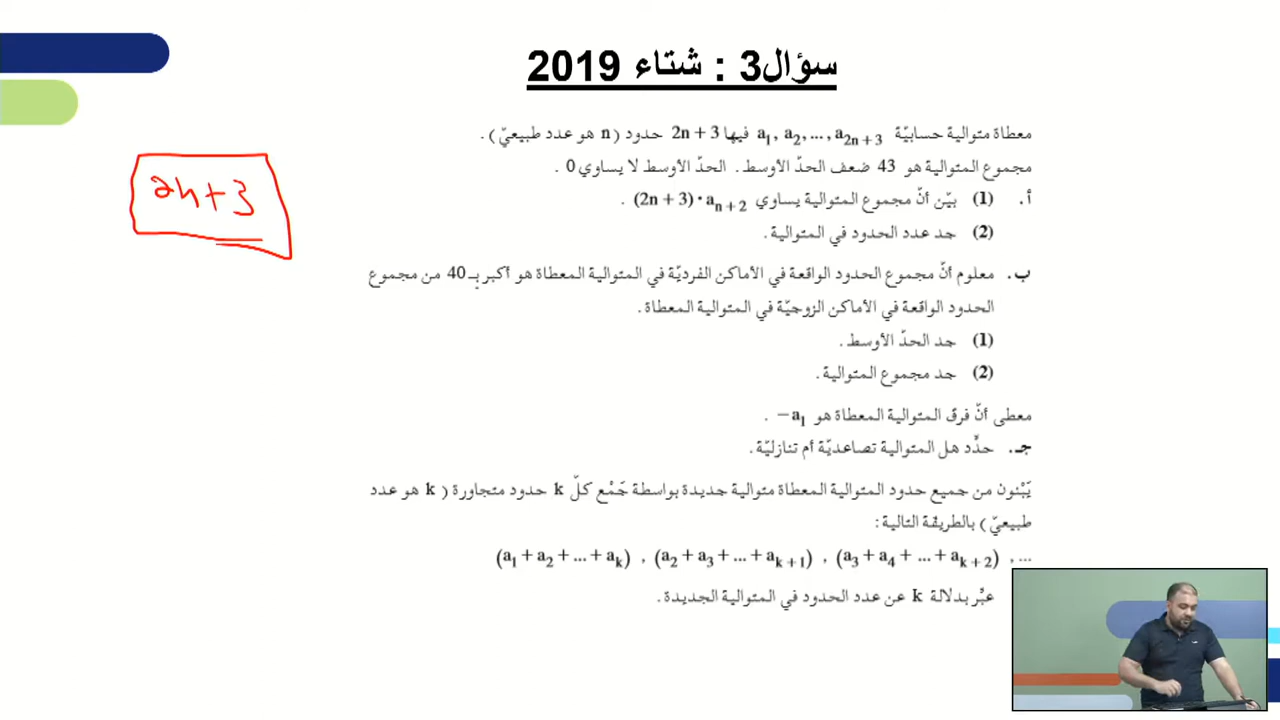 سؤال3 : شتاء 2019
معطاة متوالية حسابيّة a₁, a₂, ..., a₂ₙ₊₃ فيها 2n + 3 حدود (n هو عدد طبيعيّ) .
مجموع المتوالية هو 43 ضعف الحدّ الأوسط . الحدّ الأوسط لا يساوي 0 .
أ. (1) بيّن أنّ مجموع المتوالية يساوي (2n + 3) · aₙ₊₂ .
(2) جد عدد الحدود في المتوالية .
ب. معلوم أنّ مجموع الحدود الواقعة في الأماكن الفرديّة في المتوالية المعطاة هو أكبر بـ 40 من مجموع
الحدود الواقعة في الأماكن الزوجيّة في المتوالية المعطاة .
(1) جد الحدّ الأوسط .
(2) جد مجموع المتوالية .
معطى أنّ فرق المتوالية المعطاة هو −a₁ .
جـ. حدِّد هل المتوالية تصاعديّة أم تنازليّة .
يَبْنون من جميع حدود المتوالية المعطاة متوالية جديدة بواسطة جَمْع كلّ k حدود متجاورة (k هو عدد
طبيعيّ) بالطريقة التالية :
(a₁ + a₂ + ... + aₖ) , (a₂ + a₃ + ... + aₖ₊₁) , (a₃ + a₄ + ... + aₖ₊₂) , ...
عبِّر بدلالة k عن عدد الحدود في المتوالية الجديدة .
2n+3